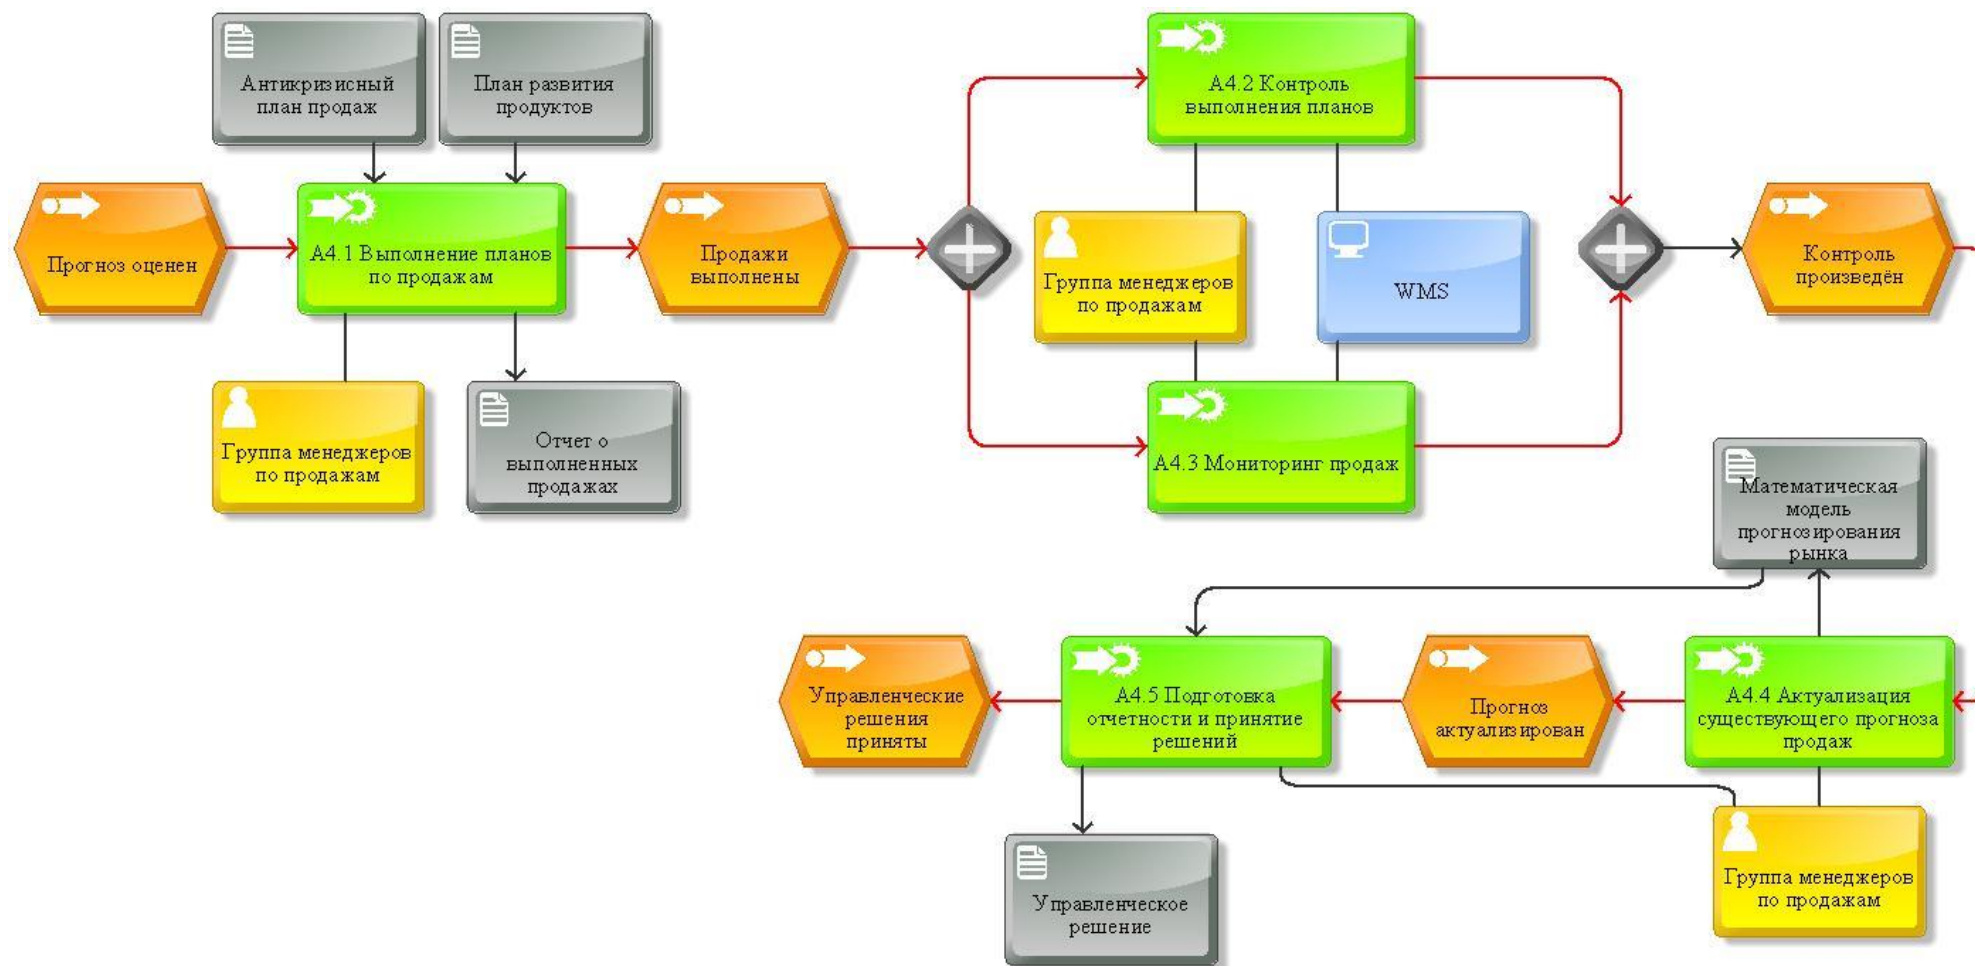 Антикризисный
план продаж
План развития
продуктов
А4.2 Контроль
выполнения планов
Прогноз оценен
А4.1 Выполнение планов
по продажам
Продажи
выполнены
Группа менеджеров
по продажам
WMS
Контроль
произведён
Группа менеджеров
по продажам
Отчет о
выполненных
продажах
А4.3 Мониторинг продаж
Математическая
модель
прогнозирования
рынка
Управленческие
решения
приняты
А4.5 Подготовка
отчетности и принятие
решений
Прогноз
актуализирован
А4.4 Актуализация
существующего прогноза
продаж
Управленческое
решение
Группа менеджеров
по продажам